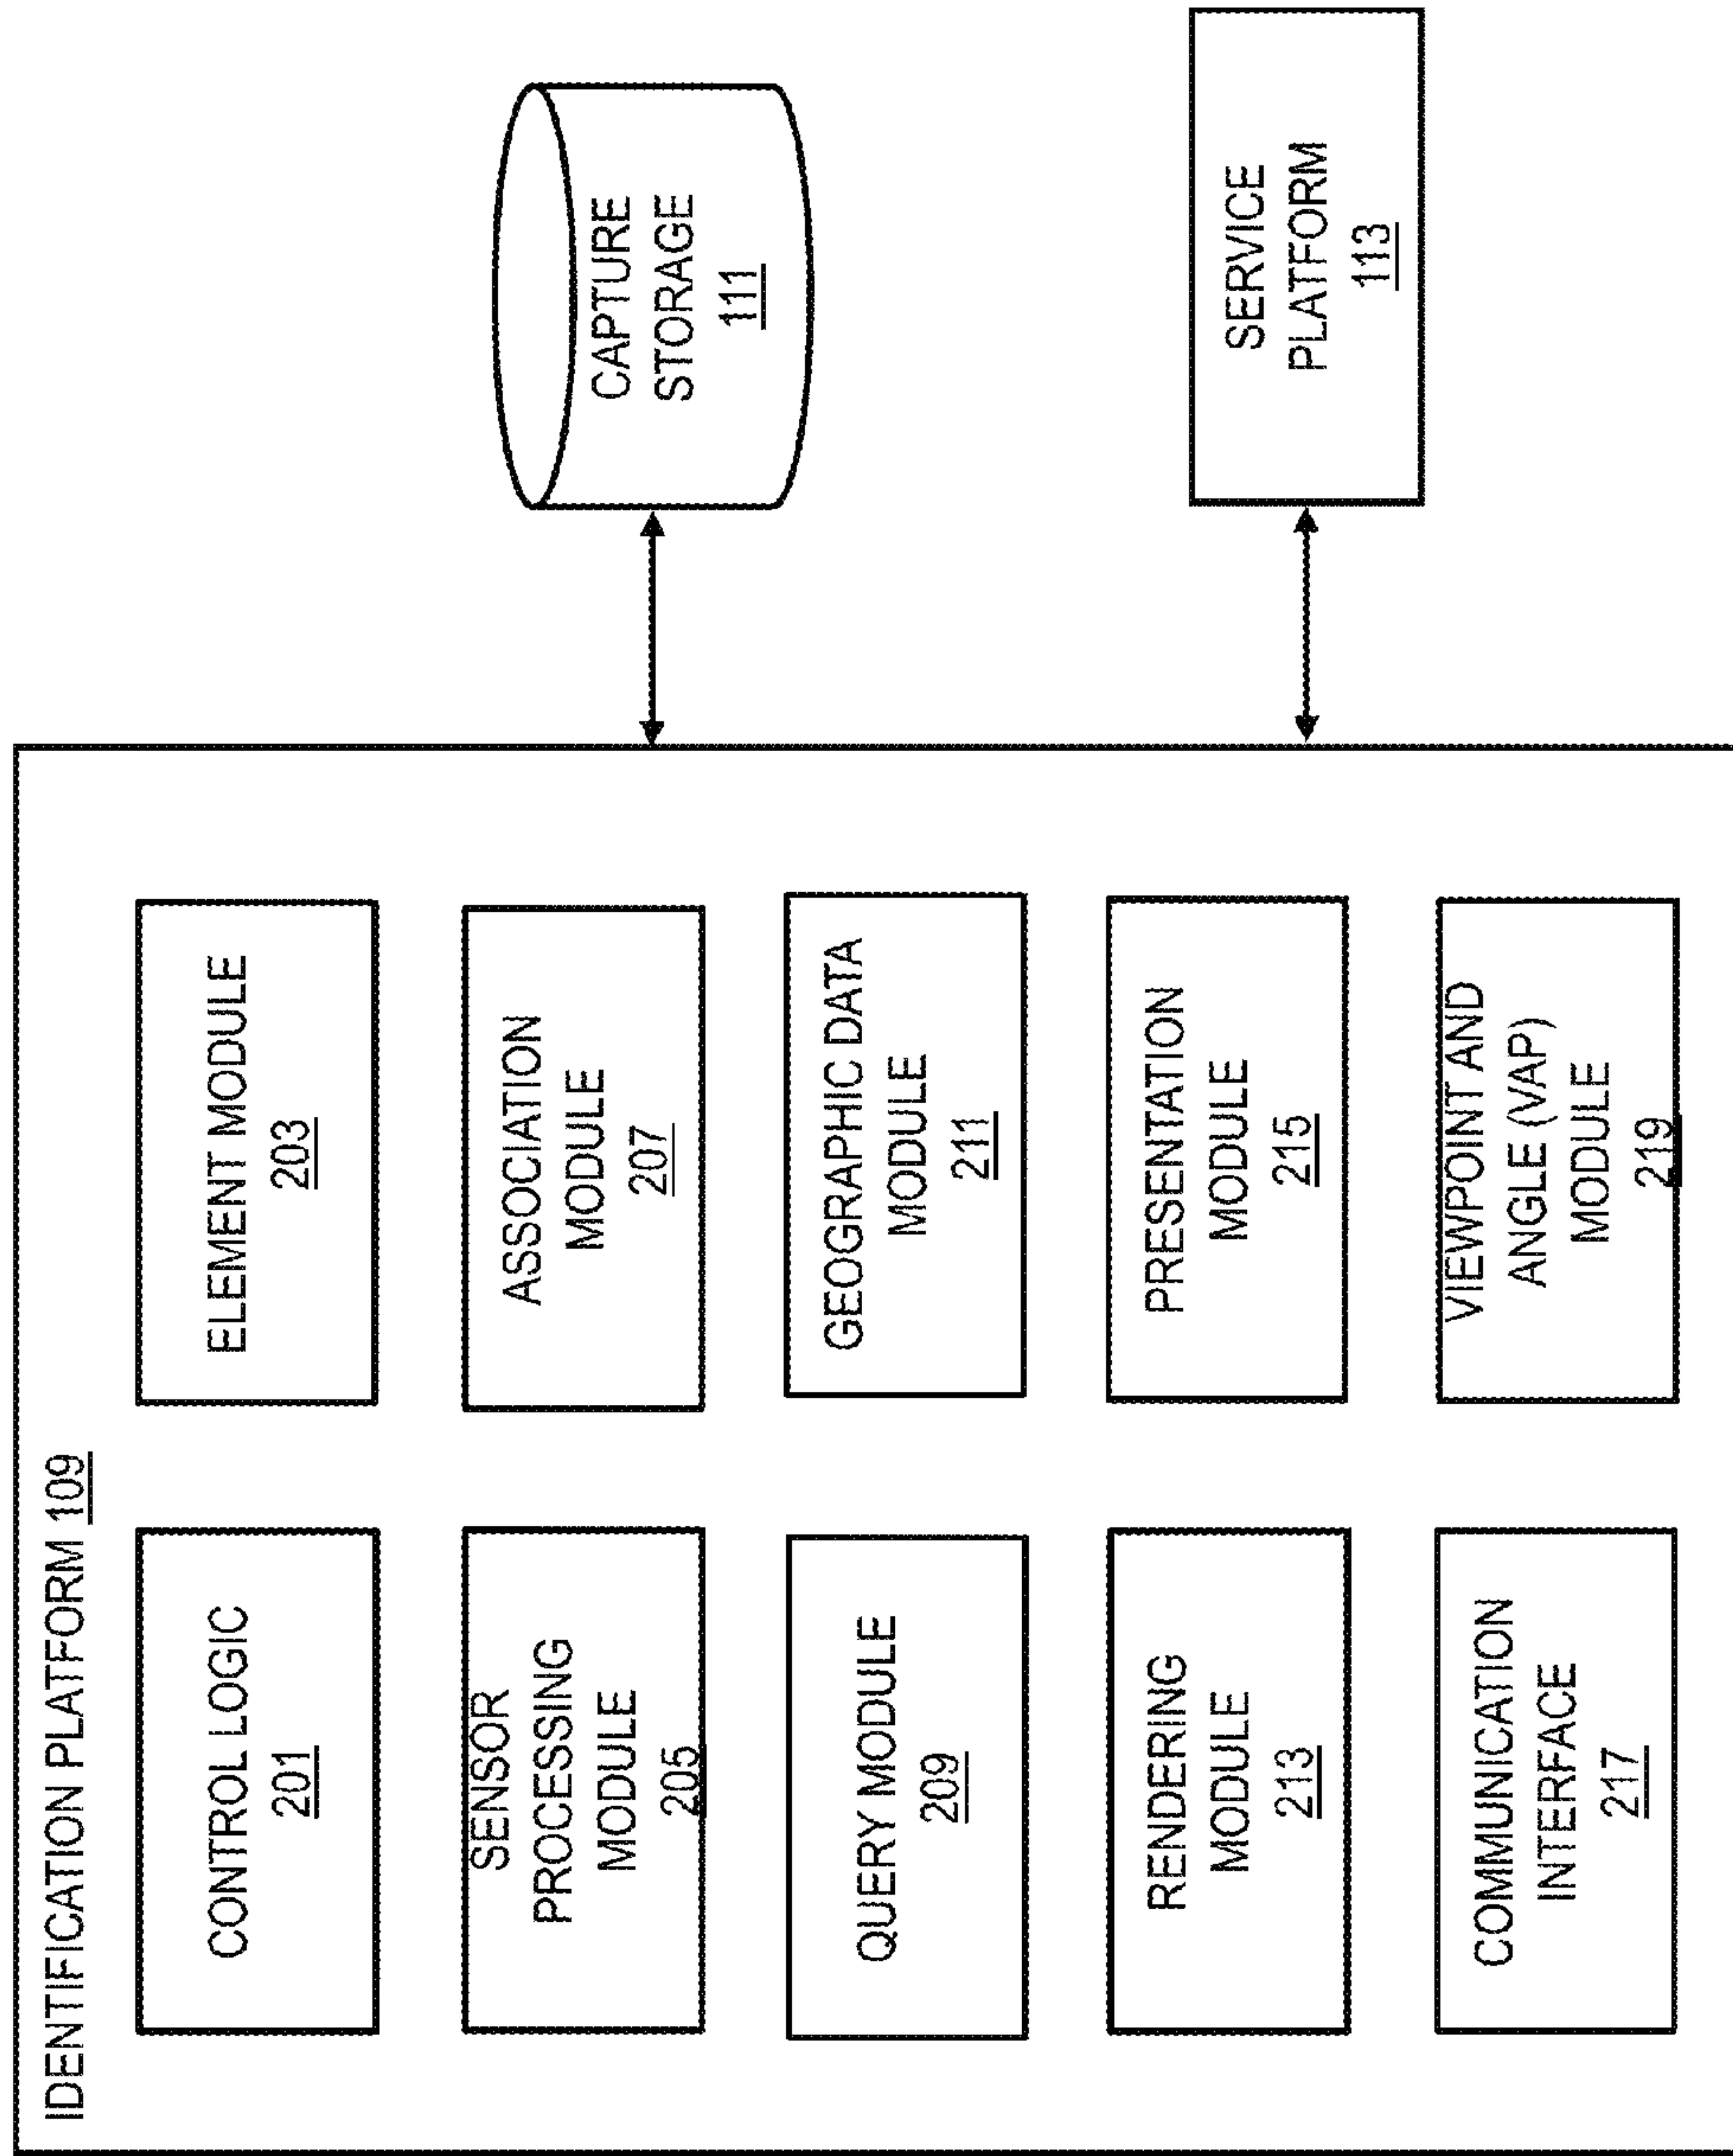 IDENTIFICATION PLATFORM 109
CONTROL LOGIC
201
ELEMENT MODULE
203
SENSOR
PROCESSING
MODULE
205
ASSOCIATION
MODULE
207
QUERY MODULE
209
GEOGRAPHIC DATA
MODULE
211
RENDERING
MODULE
213
PRESENTATION
MODULE
215
COMMUNICATION
INTERFACE
217
VIEWPOINT AND
ANGLE (VAP)
MODULE
219
CAPTURE
STORAGE
111
SERVICE
PLATFORM
113